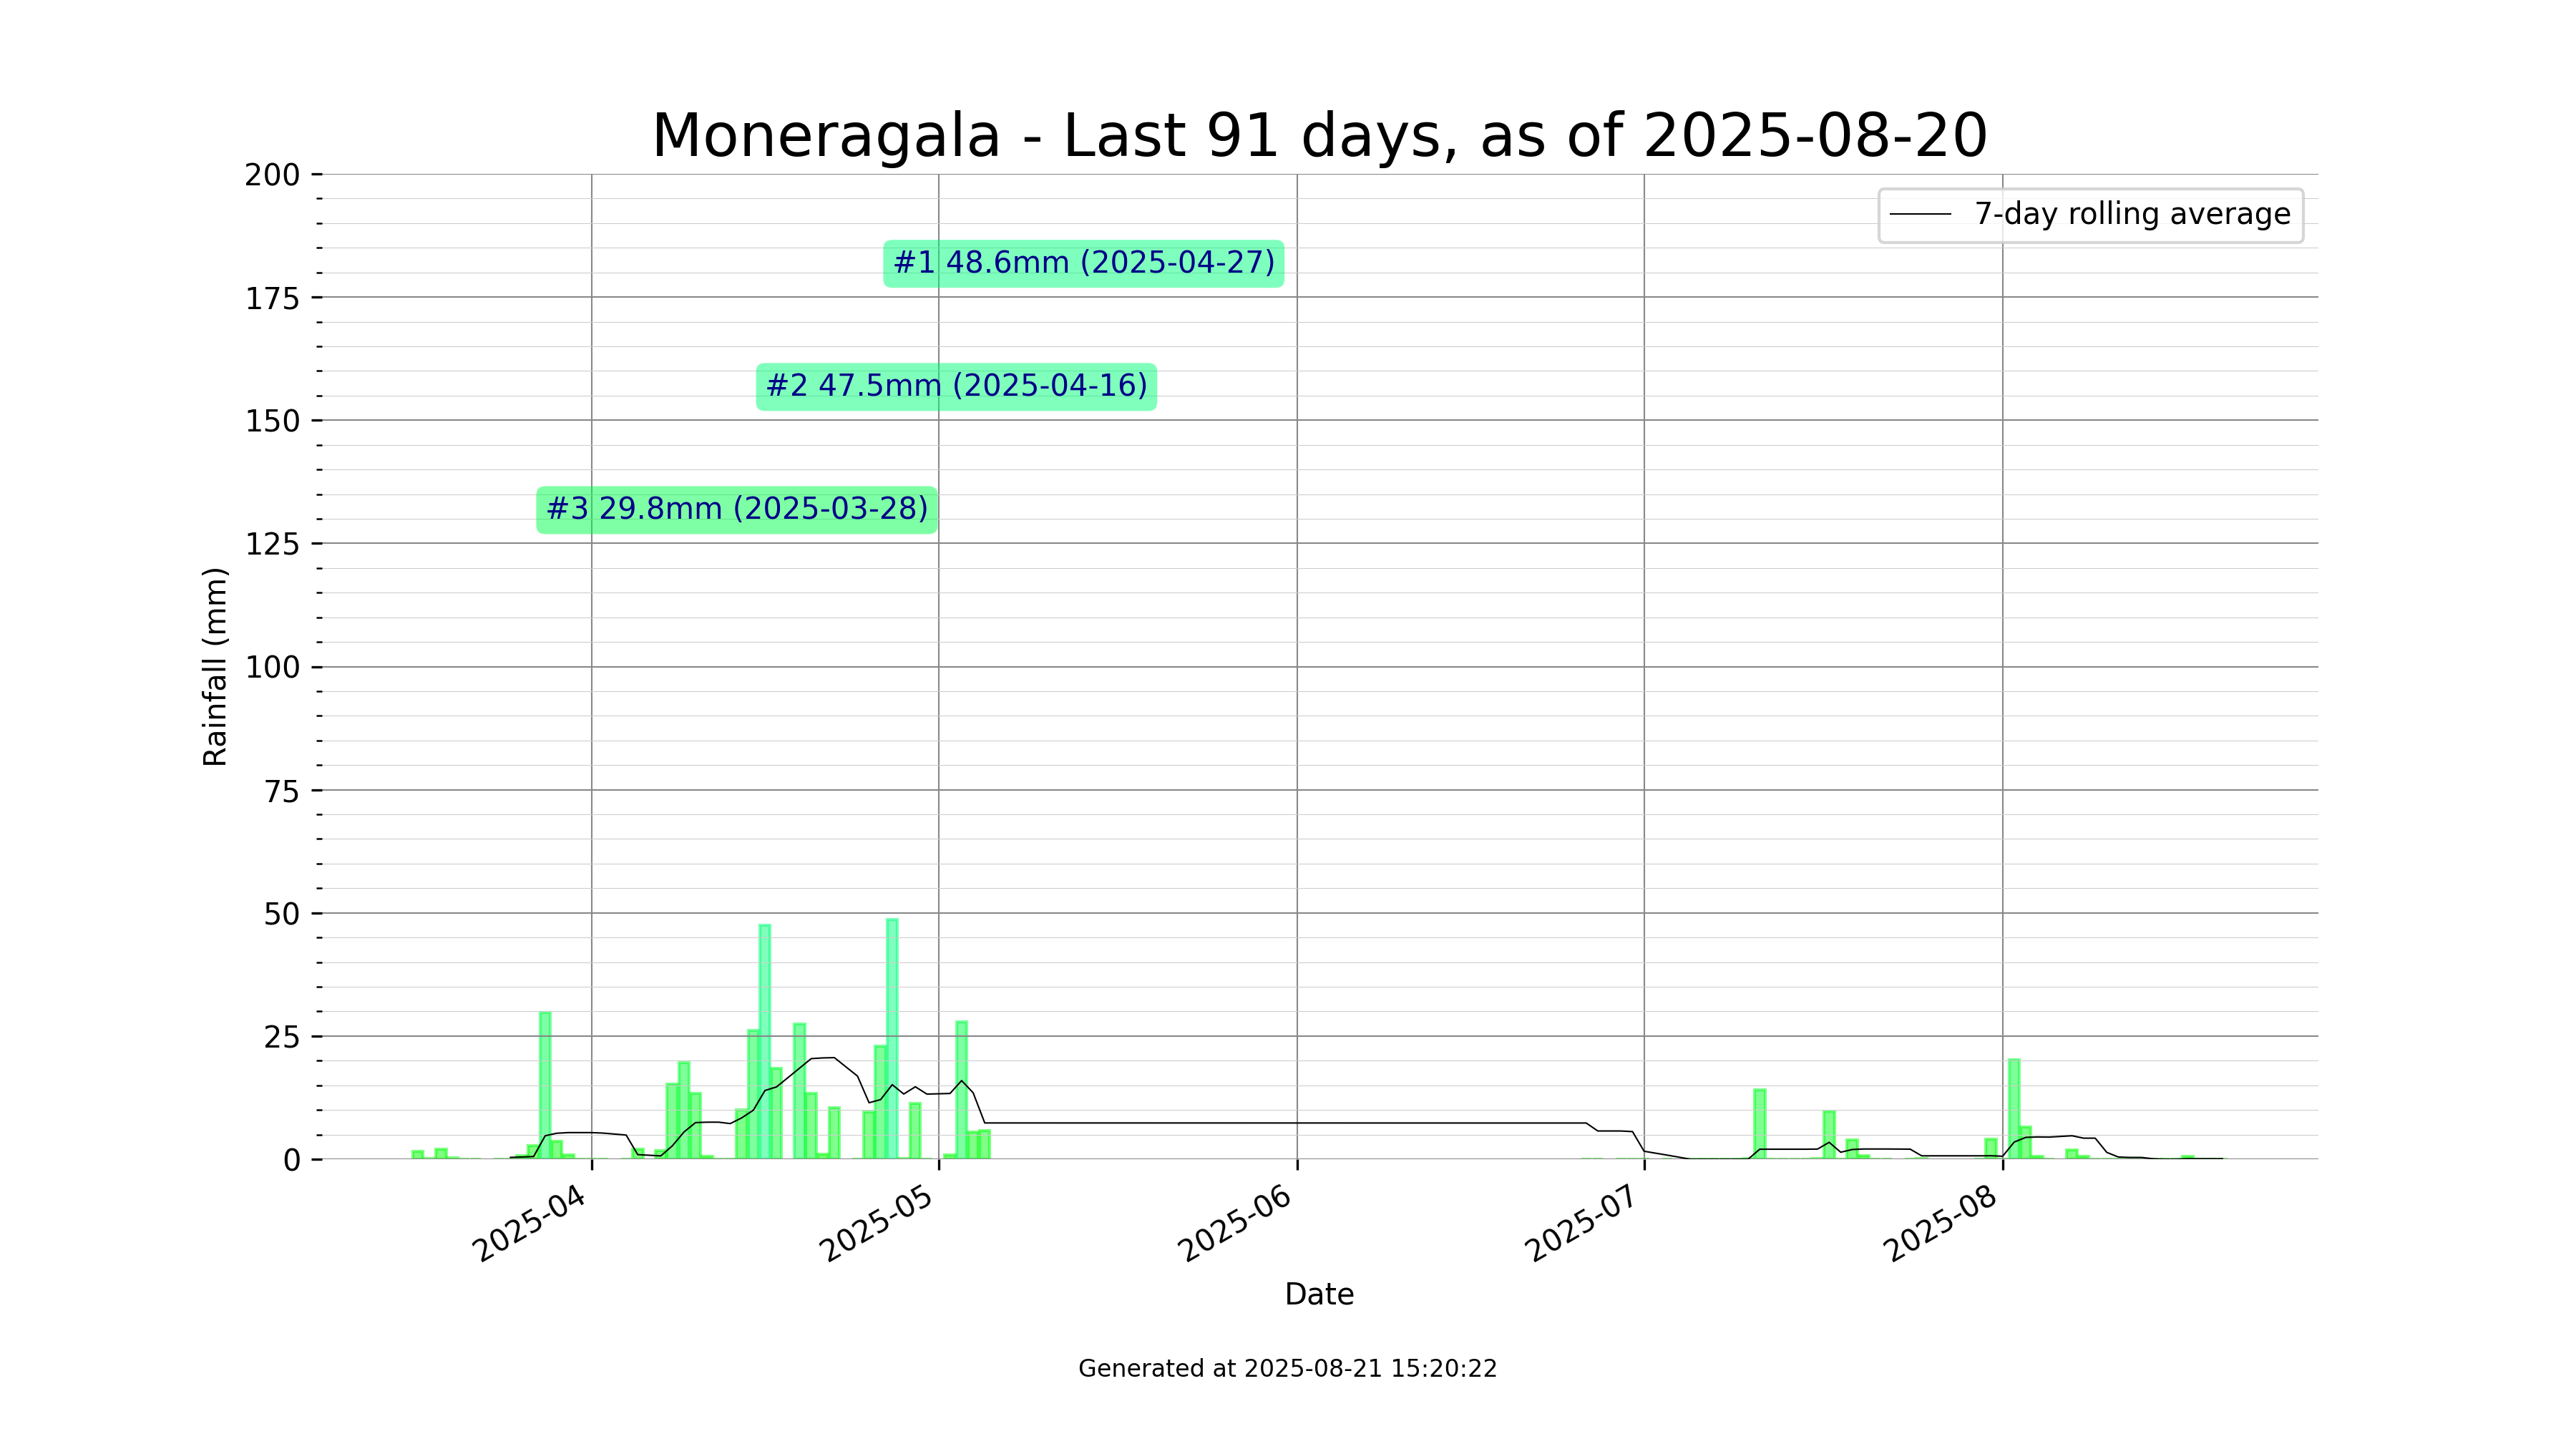 Moneragala - Last 91 days, as of 2025-08-20
200
175
150
125
100
75
50
25
0
Rainfall (mm)
7-day rolling average
#1 48.6mm (2025-04-27)
#2 47.5mm (2025-04-16)
#3 29.8mm (2025-03-28)
2025-04
2025-05
2025-06
2025-07
2025-08
Date
Generated at 2025-08-21 15:20:22